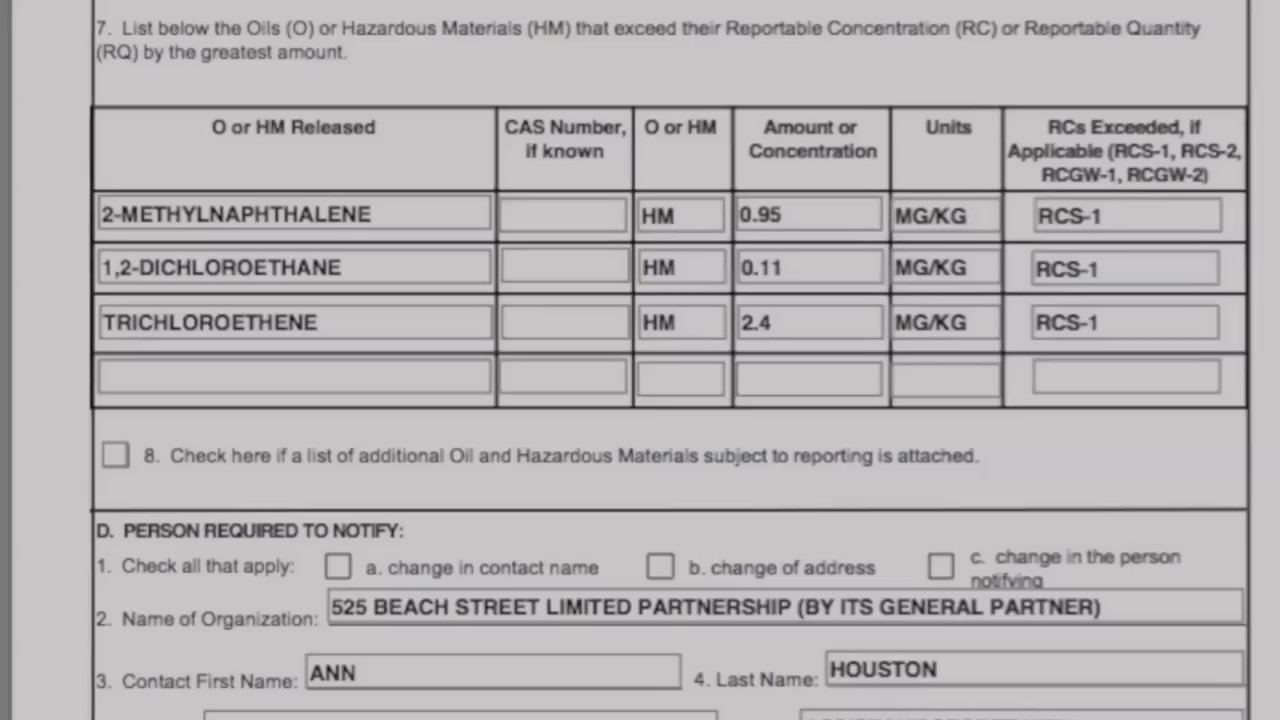 7. List below the Oils (O) or Hazardous Materials (HM) that exceed their Reportable Concentration (RC) or Reportable Quantity
(RQ) by the greatest amount.
O or HM Released CAS Number, if known O or HM Amount or Concentration Units RCs Exceeded, if Applicable (RCS-1, RCS-2, RCGW-1, RCGW-2)
2-METHYLNAPHTHALENE HM 0.95 MG/KG RCS-1
1,2-DICHLOROETHANE HM 0.11 MG/KG RCS-1
TRICHLOROETHENE HM 2.4 MG/KG RCS-1
8. Check here if a list of additional Oil and Hazardous Materials subject to reporting is attached.
D. PERSON REQUIRED TO NOTIFY:
1. Check all that apply: a. change in contact name b. change of address c. change in the person notifying
2. Name of Organization: 525 BEACH STREET LIMITED PARTNERSHIP (BY ITS GENERAL PARTNER)
3. Contact First Name: ANN 4. Last Name: HOUSTON